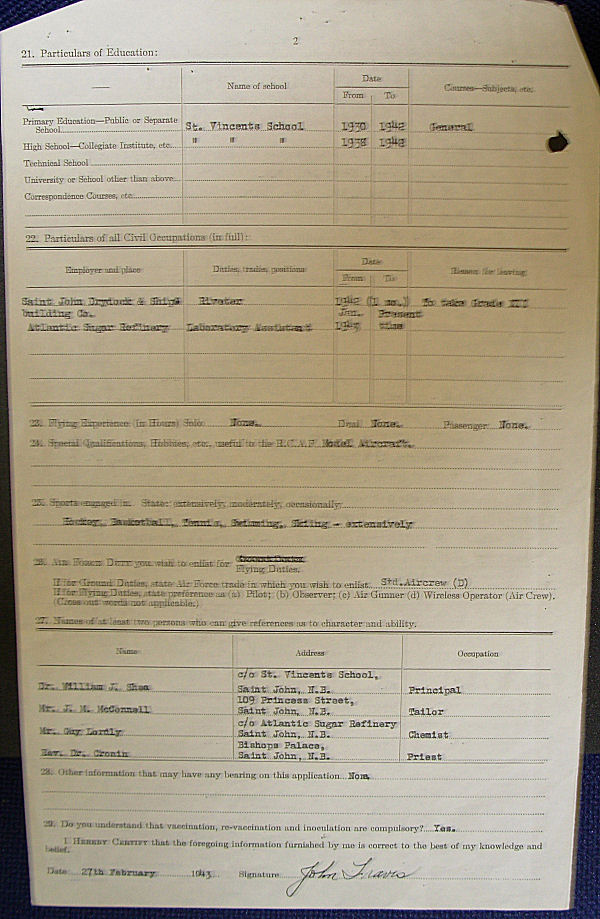 2
21. Particulars of Education:
Name of school
Date
From To
Courses—Subjects, etc.
Primary Education—Public or Separate
School St. Vincents School 1930 1942 General
High School—Collegiate Institute, etc. " " " 1938 1942
Technical School
University or School other than above
Correspondence Courses, etc.
22. Particulars of all Civil Occupations (in full):
Employer and place Duties, trades, positions
Date
From To
Reason for leaving
Saint John Drydock & Ship Riveter 1942 (1 mo.) To take Grade XII
building Co. Jan. Present
Atlantic Sugar Refinery Laboratory Assistant time
23. Flying Experience (in Hours) Solo: None. Dual None. Passenger: None.
24. Special Qualifications, Hobbies, etc., useful to the R.C.A.F. Model Aircraft.
25. Sports engaged in. State: extensively, moderately, occasionally.
Hockey, Basketball, Tennis, Swimming, Skiing - extensively
26. Air Force Duty you wish to enlist for
Flying Duties.
If for Ground Duties, state Air Force trade in which you wish to enlist Std.Aircrew (D)
If for Flying Duties, state preference as (a) Pilot; (b) Observer; (c) Air Gunner (d) Wireless Operator (Air Crew).
(Cross out words not applicable.)
27. Names of at least two persons who can give references as to character and ability.
Name Address Occupation
c/o St. Vincents School,
Dr. William J. Shea Saint John, N.B. Principal
109 Princess Street,
Mr. J. M. McConnell Saint John, N.B. Tailor
c/o Atlantic Sugar Refinery
Mr. Guy Lordly Saint John, N.B. Chemist
Bishops Palace,
Rev. Dr. Cronin Saint John, N.B. Priest
28. Other information that may have any bearing on this application None
29. Do you understand that vaccination, re-vaccination and inoculation are compulsory? Yes.
I Hereby Certify that the foregoing information furnished by me is correct to the best of my knowledge and
belief.
Date 27th February 1943. Signature John Travis